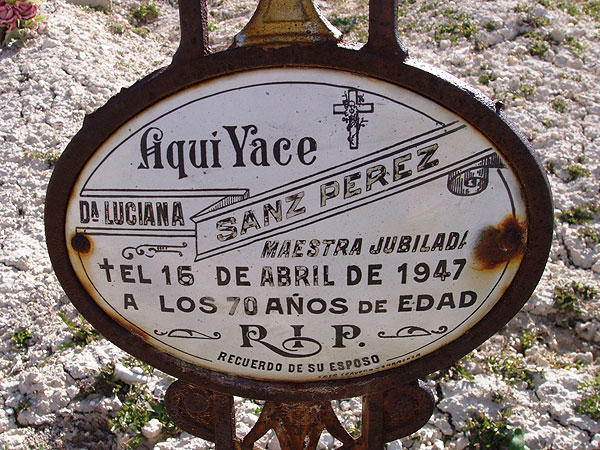 Aquí Yace
Dª LUCIANA
SANZ PEREZ
MAESTRA JUBILADA
† EL 16 DE ABRIL DE 1947
A LOS 70 AÑOS DE EDAD
R.I.P.
RECUERDO DE SU ESPOSO